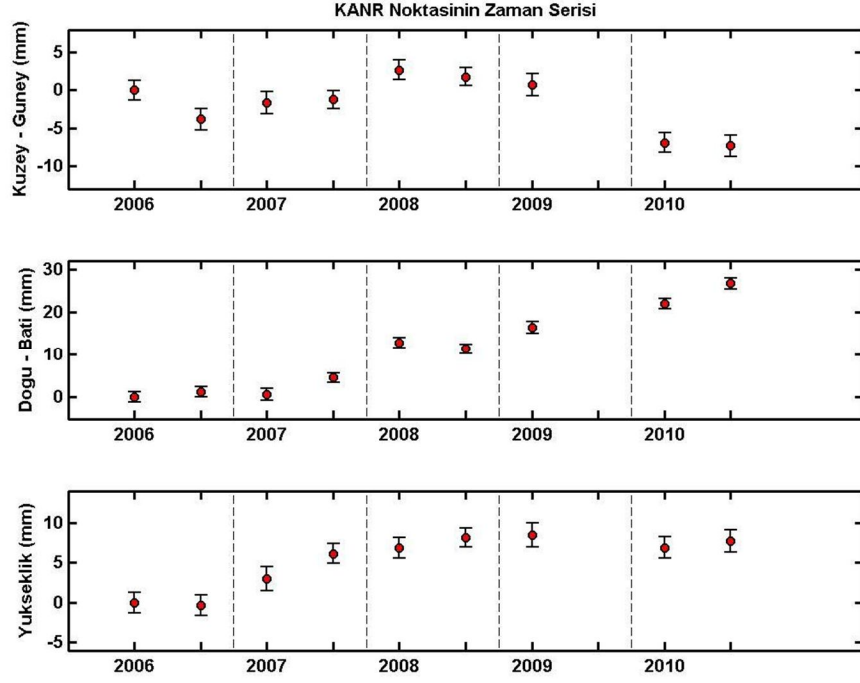 KANR Noktasinin Zaman Serisi
Kuzey - Guney (mm)
5
0
-5
-10
2006 2007 2008 2009 2010
Dogu - Bati (mm)
30
20
10
0
2006 2007 2008 2009 2010
Yukseklik (mm)
10
5
0
-5
2006 2007 2008 2009 2010